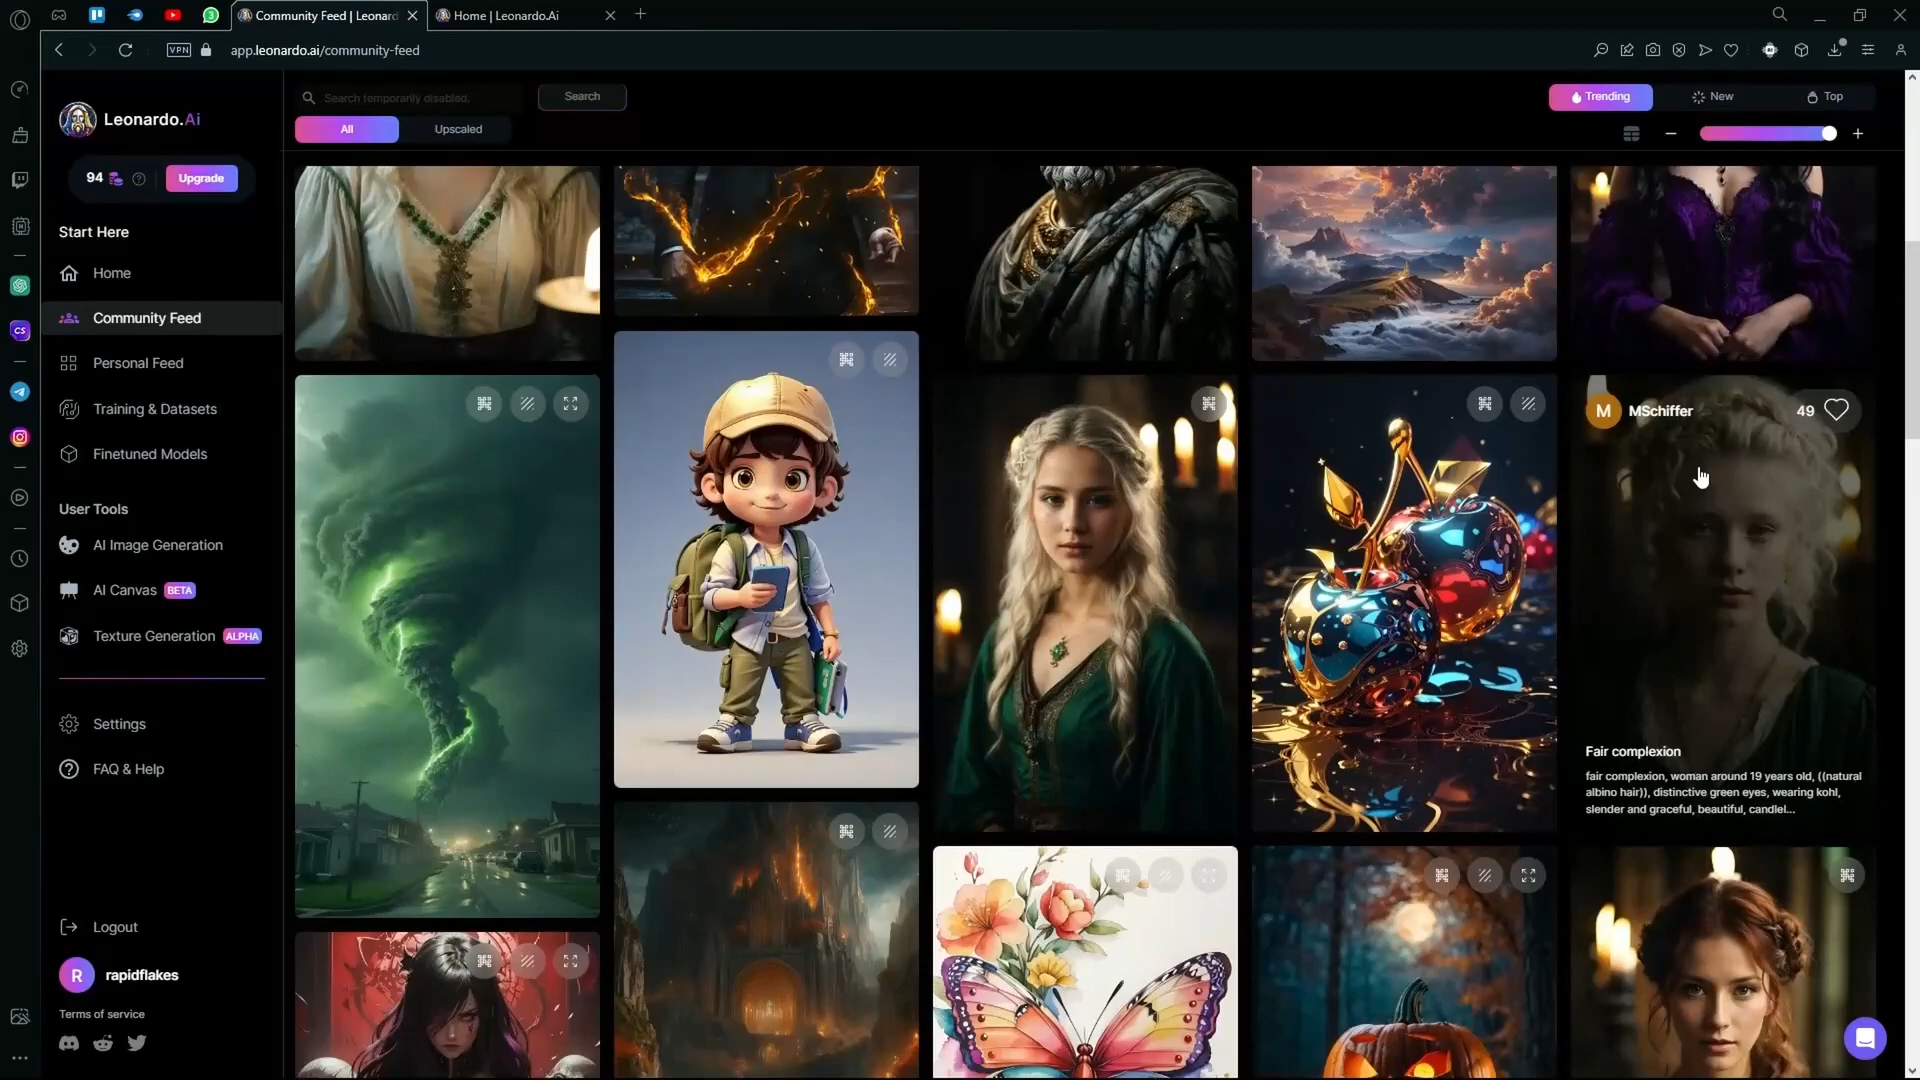 3
Community Feed | Leonard
Home | Leonardo.Ai
VPN
app.leonardo.ai/community-feed
Leonardo.Ai
Search temporarily disabled.
Search
Trending
New
Top
All
Upscaled
94
Upgrade
Start Here
Home
Community Feed
Personal Feed
Training & Datasets
Finetuned Models
User Tools
AI Image Generation
AI Canvas BETA
Texture Generation ALPHA
Settings
FAQ & Help
Logout
R rapidflakes
Terms of service
CS
M MSchiffer 49
Fair complexion
fair complexion, woman around 19 years old, ((natural
albino hair)), distinctive green eyes, wearing kohl,
slender and graceful, beautiful, candlel...